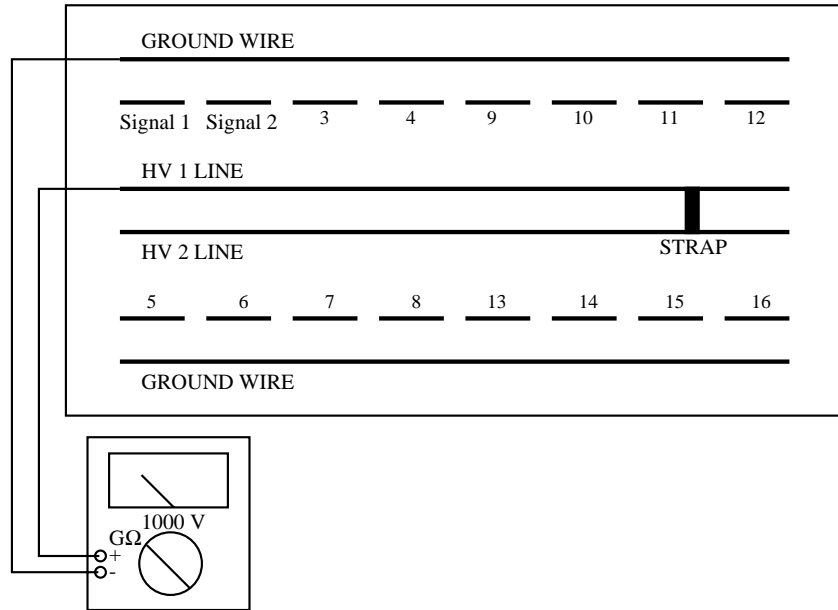 GROUND WIRE
Signal 1 Signal 2 3 4 9 10 11 12
HV 1 LINE
HV 2 LINE
STRAP
5 6 7 8 13 14 15 16
GROUND WIRE
1000 V
GΩ
+
-